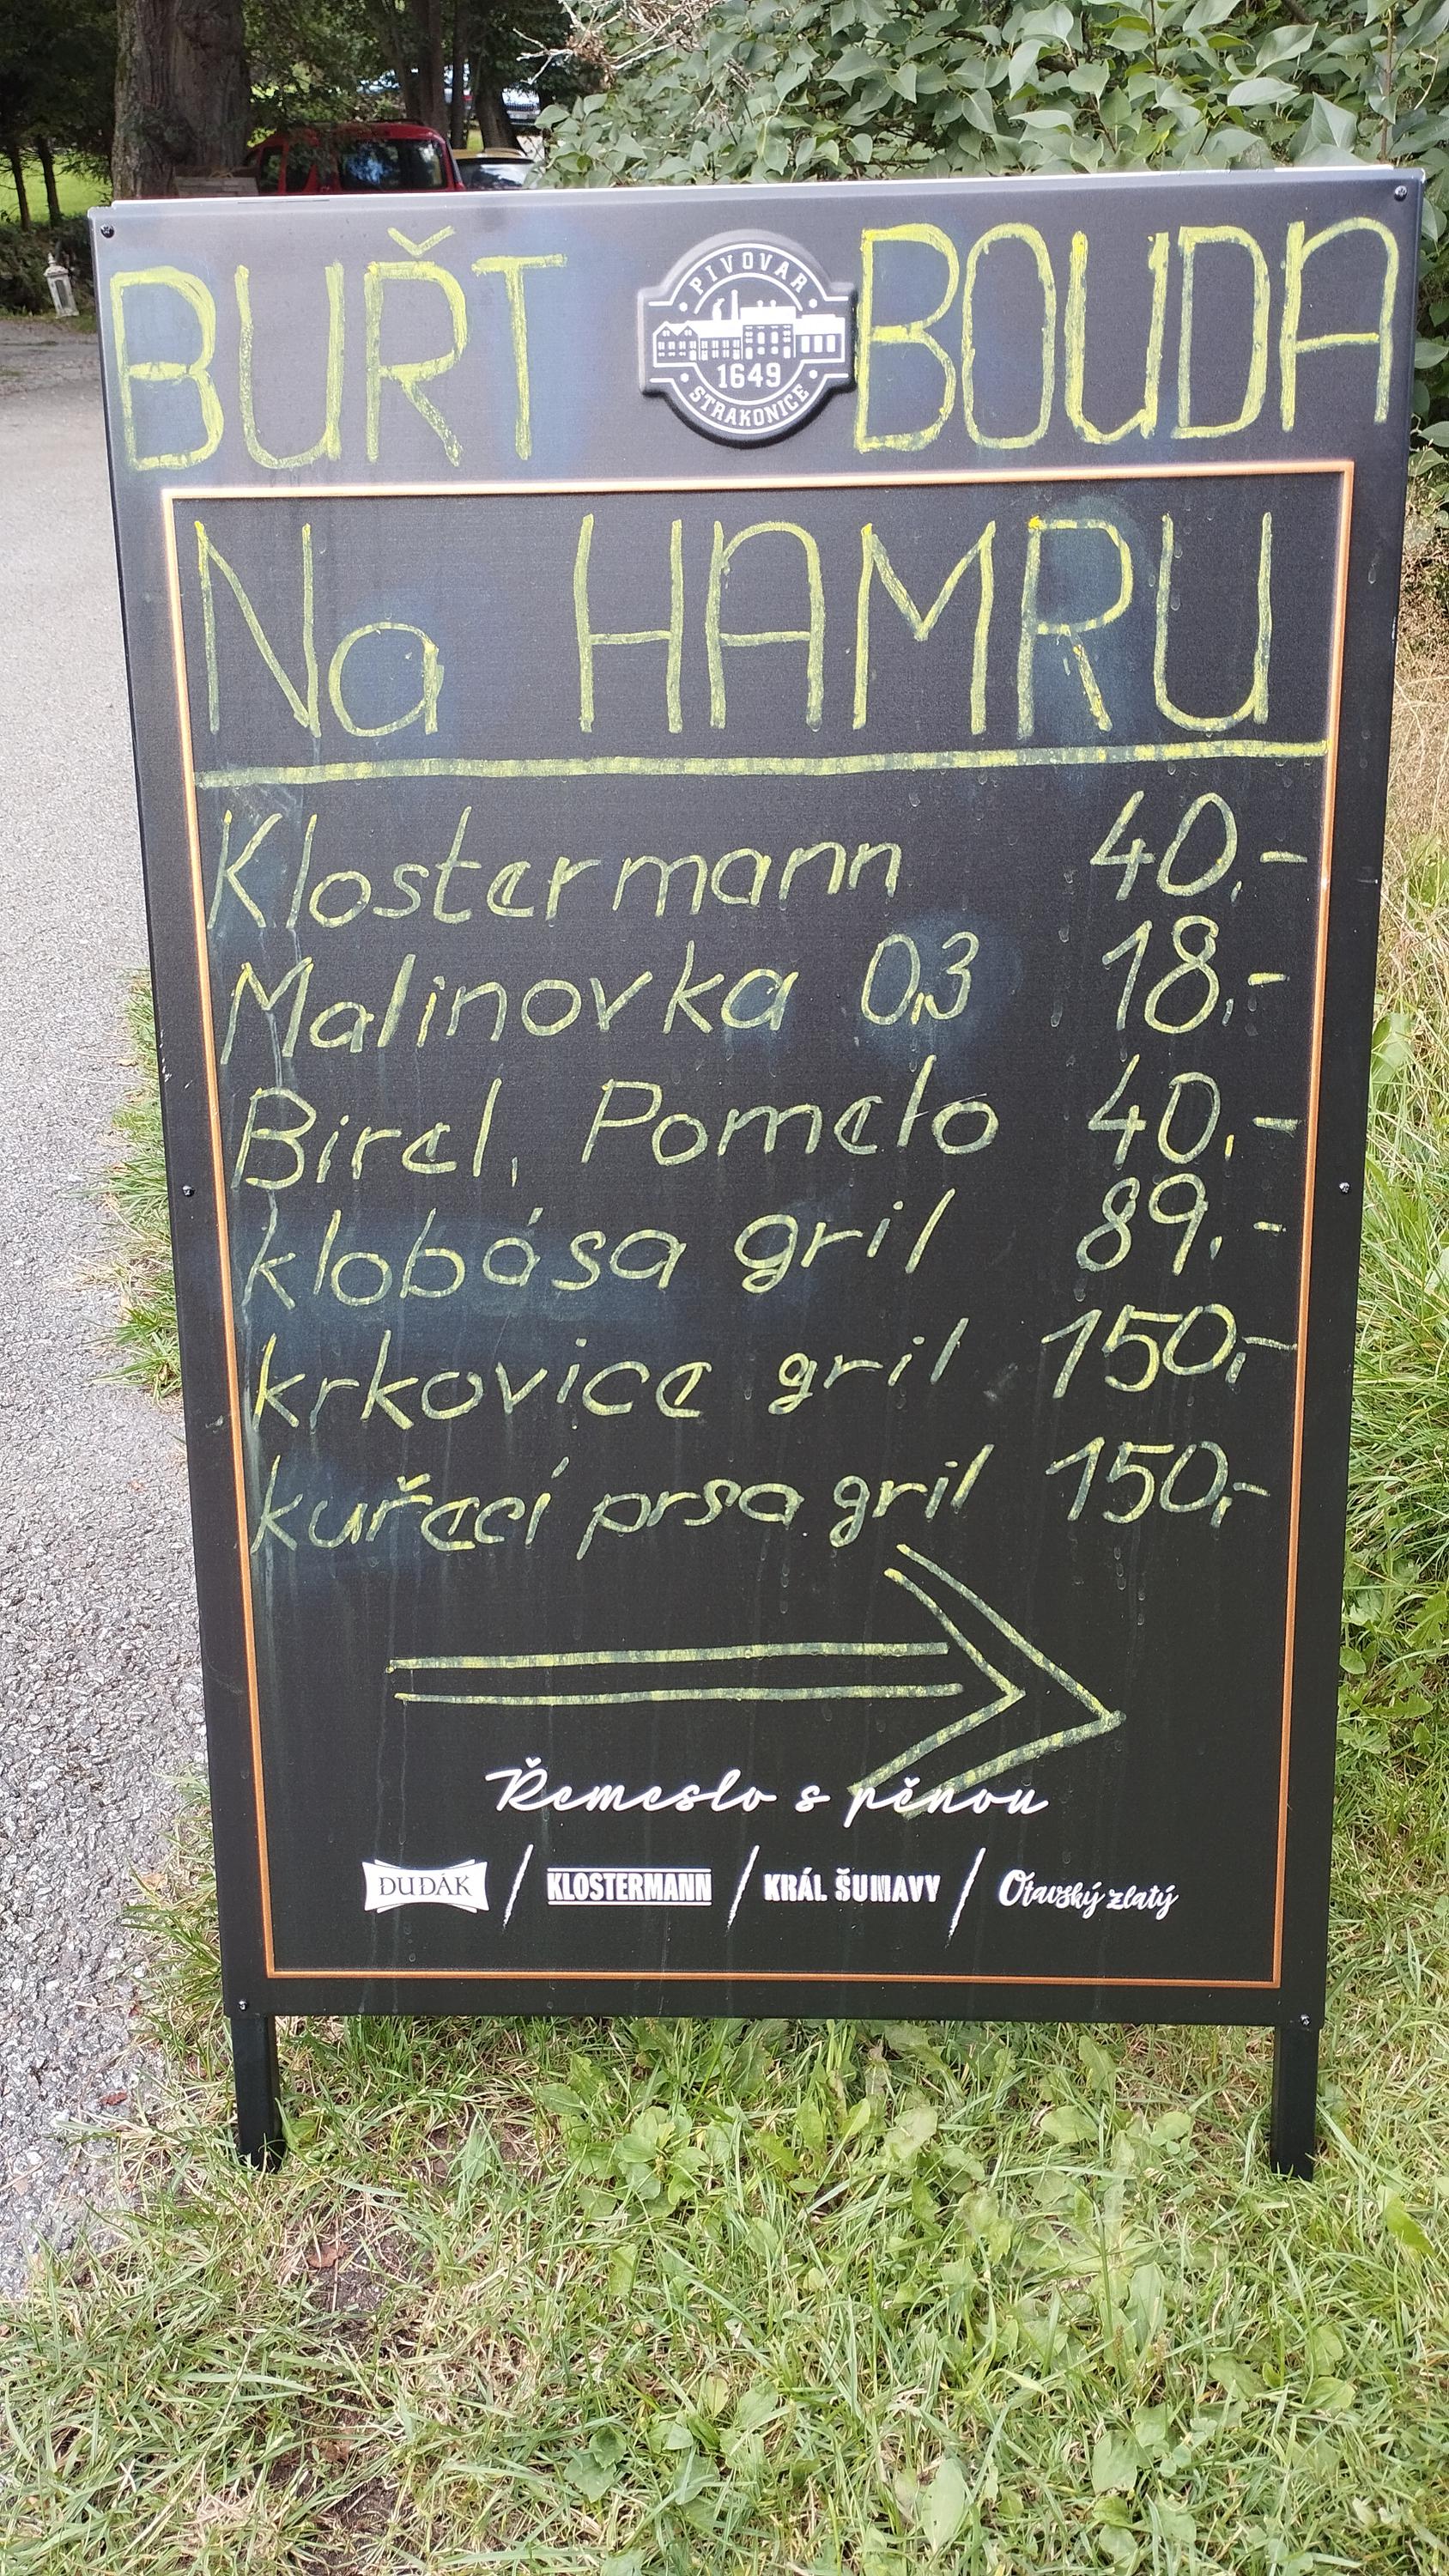 BUŘT BOUDA
PIVOVAR
1649
STRAKONICE
Na HAMRU
Klostermann 40,-
Malinovka 0,3 18,-
Birel, Pomelo 40,-
klobása gril 89,-
krkovice gril 150,-
kuřecí prsa gril 150,-
Řemeslo s pěnou
DUDÁK / KLOSTERMANN / KRÁL ŠUMAVY / Otavský zlatý